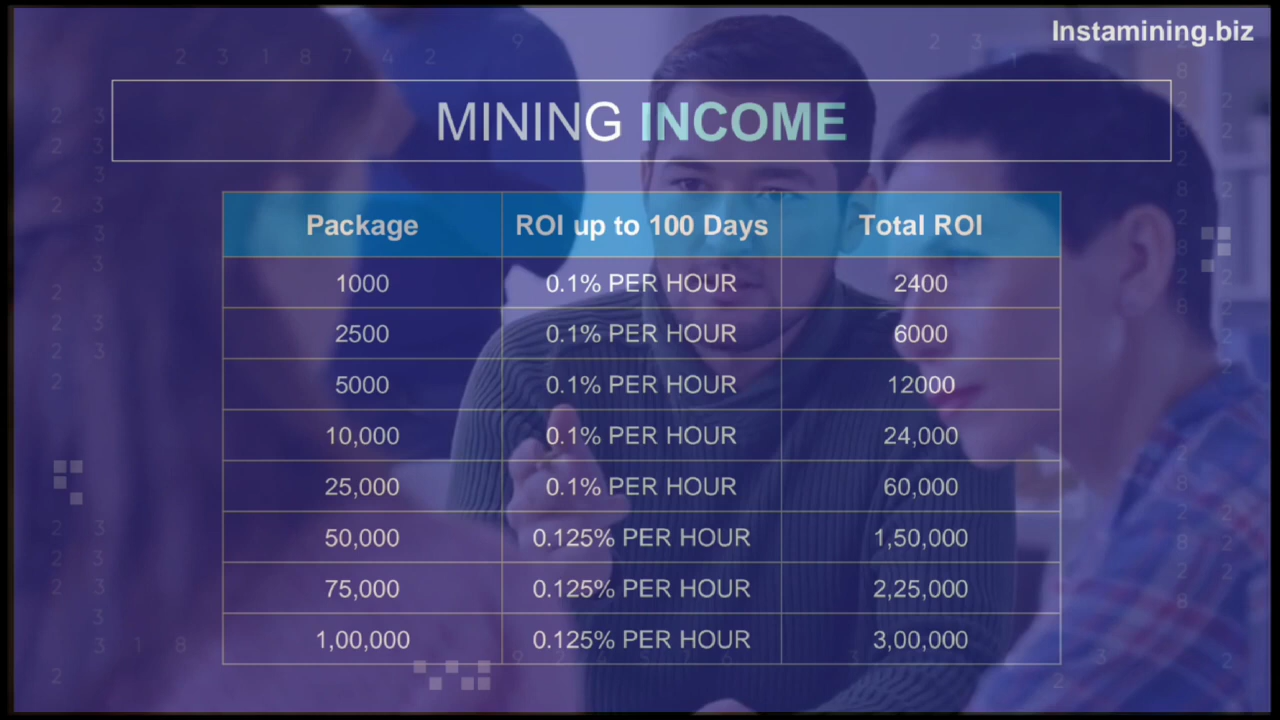 Instamining.biz
MINING INCOME
Package ROI up to 100 Days Total ROI
1000 0.1% PER HOUR 2400
2500 0.1% PER HOUR 6000
5000 0.1% PER HOUR 12000
10,000 0.1% PER HOUR 24,000
25,000 0.1% PER HOUR 60,000
50,000 0.125% PER HOUR 1,50,000
75,000 0.125% PER HOUR 2,25,000
1,00,000 0.125% PER HOUR 3,00,000